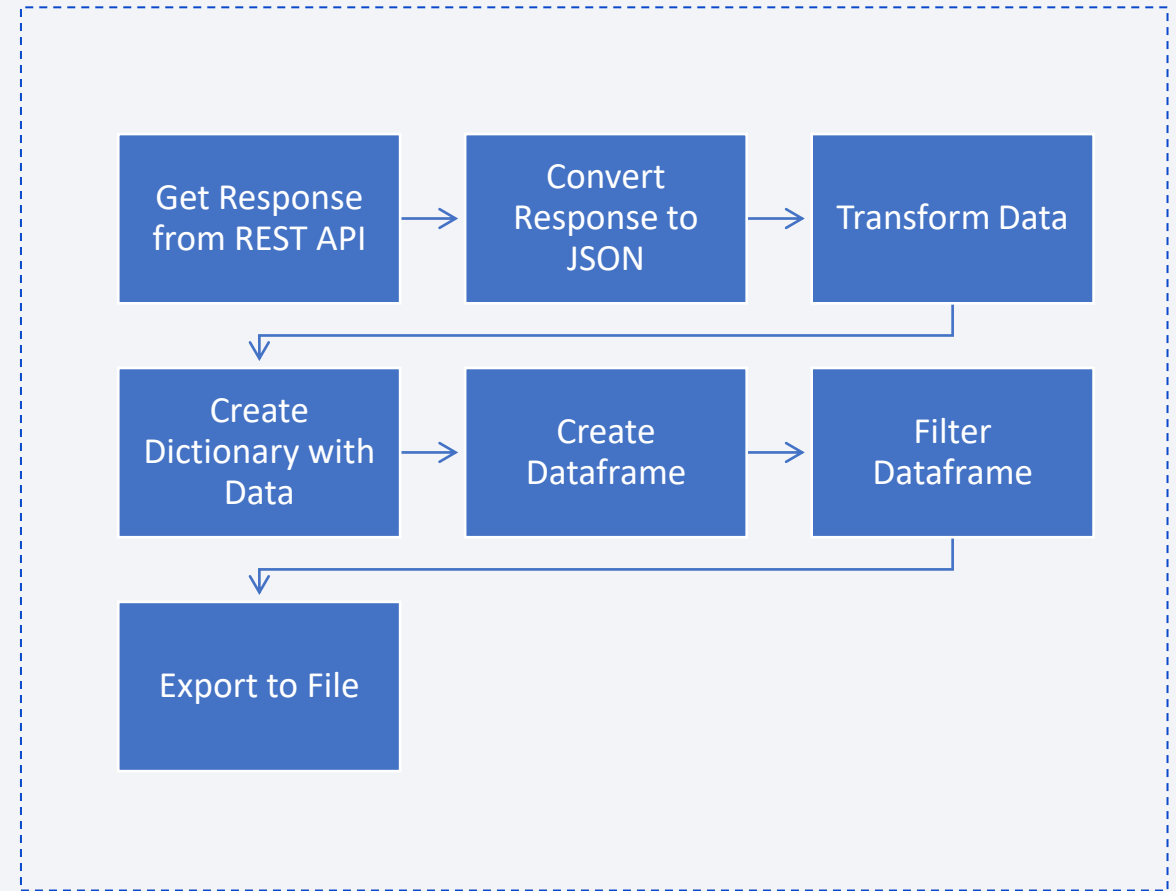 Get Response
from REST API
Convert
Response to
JSON
Transform Data
Create
Dictionary with
Data
Create
Dataframe
Filter
Dataframe
Export to File